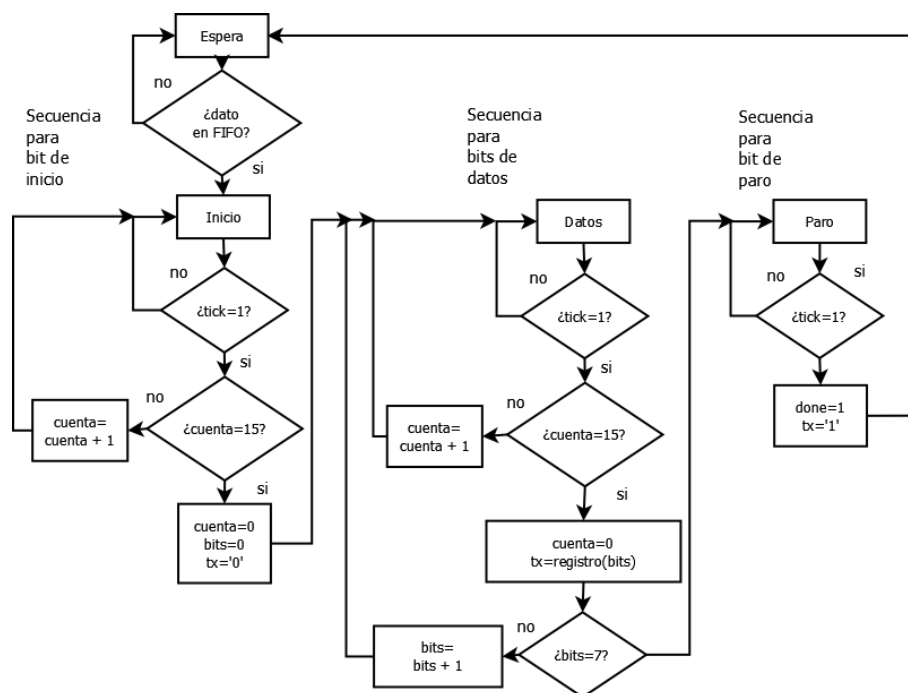 Espera
no
¿dato
en FIFO?
si
Secuencia
para
bit de
inicio
Inicio
no
¿tick=1?
si
no
¿cuenta=15?
cuenta=
cuenta + 1
si
cuenta=0
bits=0
tx='0'
Secuencia
para
bits de
datos
Datos
no
¿tick=1?
si
no
¿cuenta=15?
cuenta=
cuenta + 1
si
cuenta=0
tx=registro(bits)
no
¿bits=7?
bits=
bits + 1
Secuencia
para
bit de
paro
Paro
no
si
¿tick=1?
done=1
tx='1'